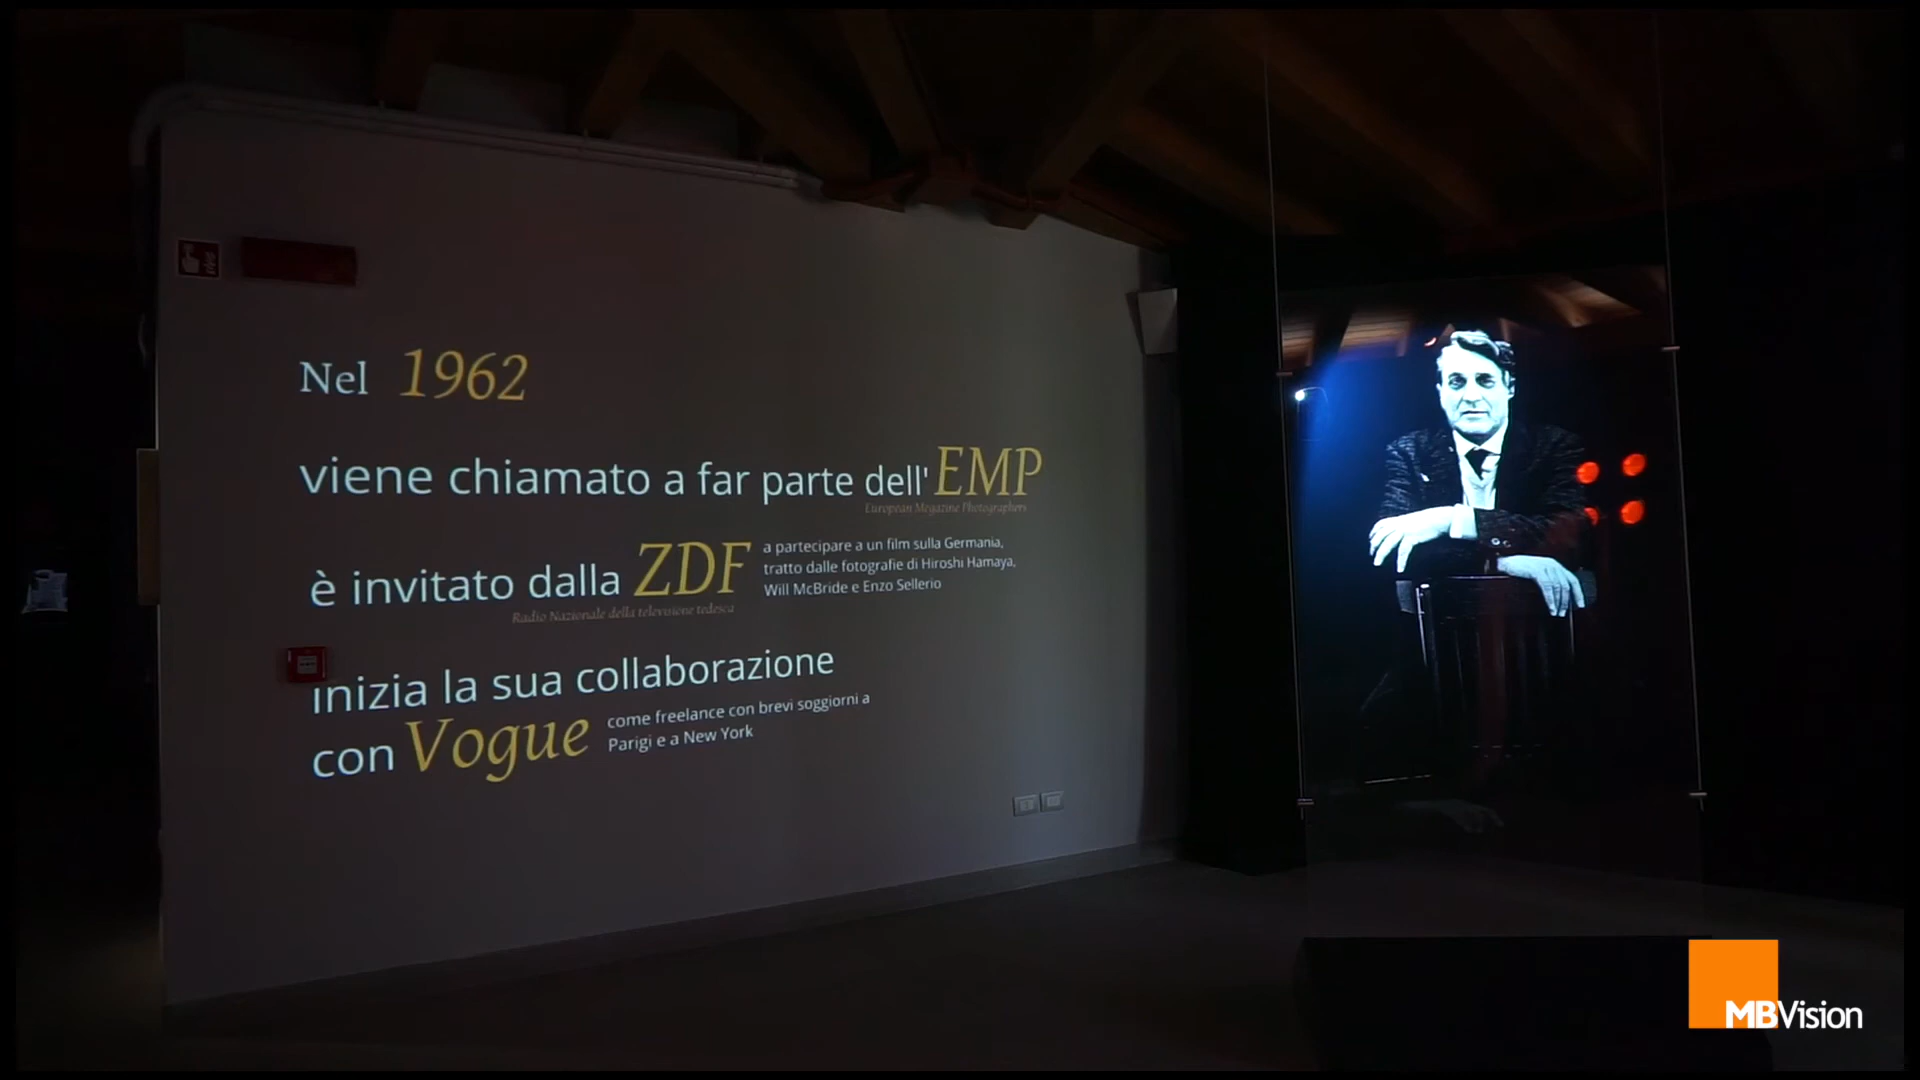 Nel 1962
viene chiamato a far parte dell'EMP
European Megazine Photographers
è invitato dalla ZDF
a partecipare a un film sulla Germania,
tratto dalle fotografie di Hiroshi Hamaya,
Will McBride e Enzo Sellerio
Radio Nazionale della televisione tedesca
inizia la sua collaborazione
con Vogue
come freelance con brevi soggiorni a
Parigi e a New York
MBVision